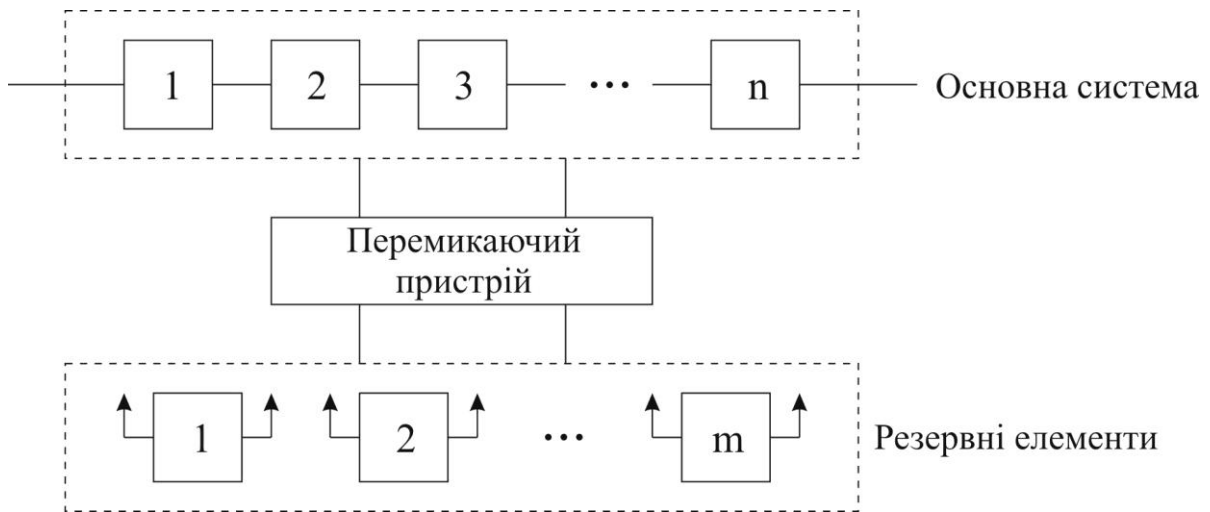 1 2 3 ... n Основна система
Перемикаючий
пристрій
1 2 ... m Резервні елементи